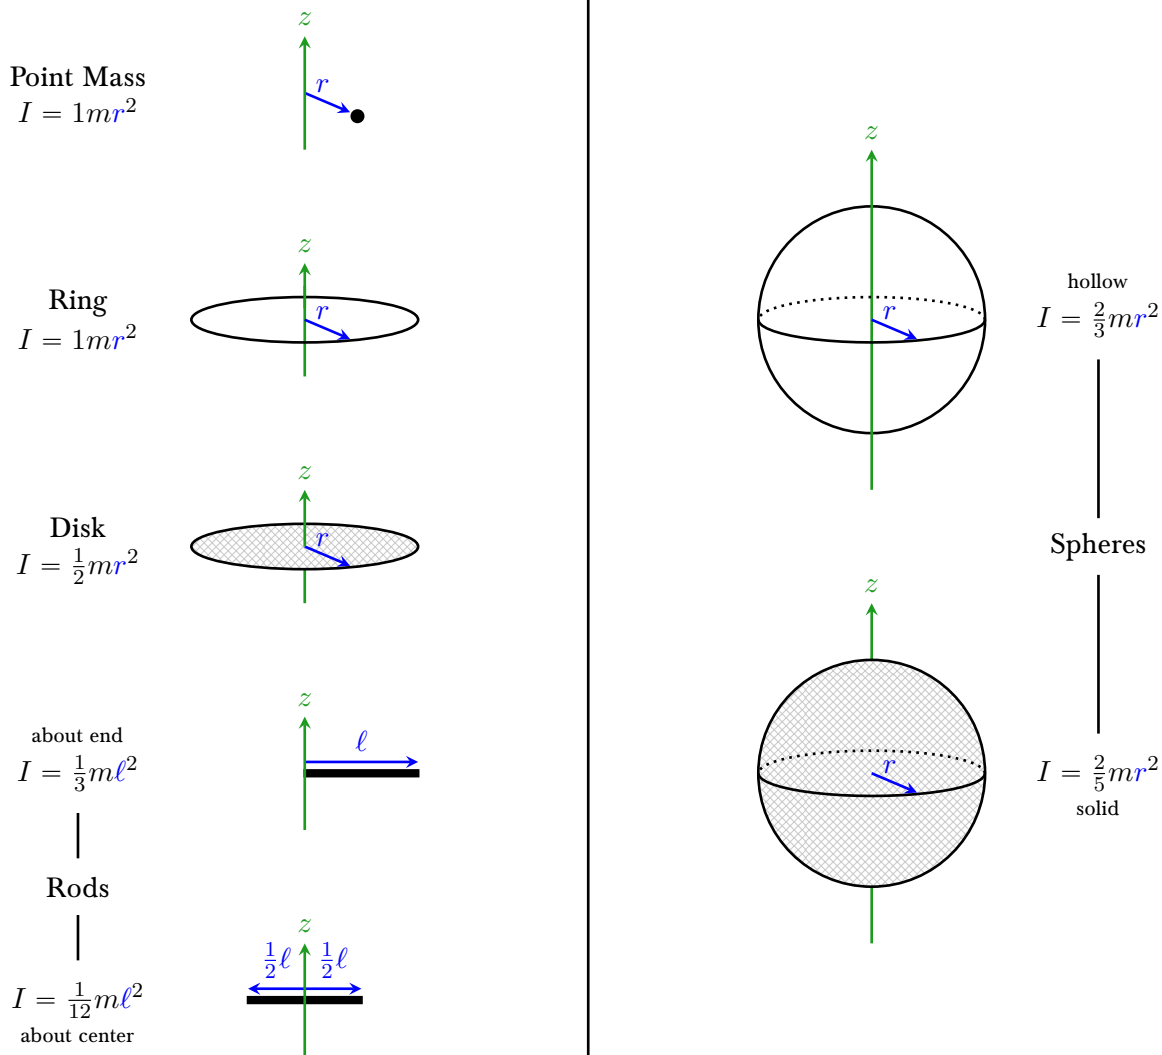 z
Point Mass
I = 1mr²
r
z
Ring
I = 1mr²
r
z
Disk
I = ½mr²
r
z
about end
I = ⅓mℓ²
ℓ
Rods
z
½ℓ ½ℓ
I = 1/12 mℓ²
about center
z
r
hollow
I = ⅔mr²
Spheres
z
r
I = ⅖mr²
solid